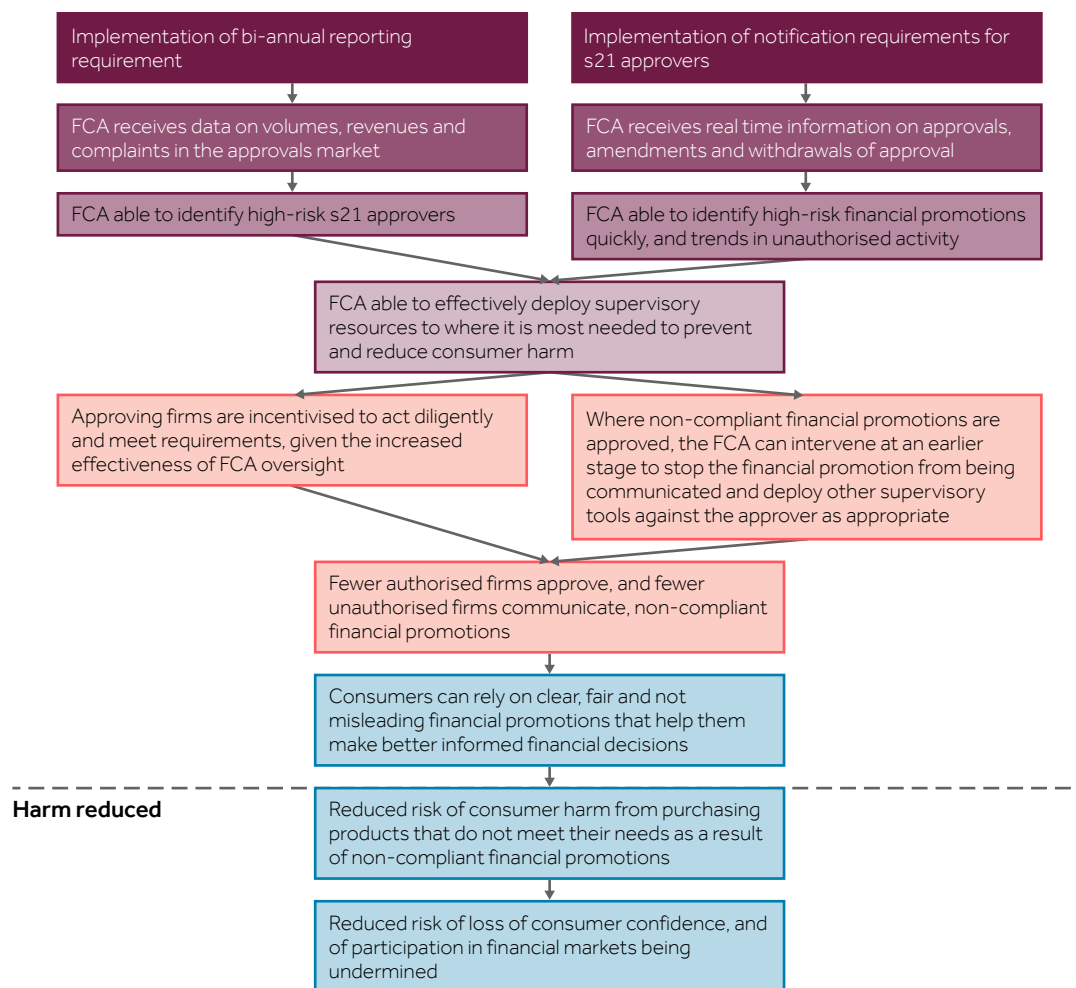 Implementation of bi-annual reporting
requirement
Implementation of notification requirements for
s21 approvers
FCA receives data on volumes, revenues and
complaints in the approvals market
FCA receives real time information on approvals,
amendments and withdrawals of approval
FCA able to identify high-risk s21 approvers
FCA able to identify high-risk financial promotions
quickly, and trends in unauthorised activity
FCA able to effectively deploy supervisory
resources to where it is most needed to prevent
and reduce consumer harm
Approving firms are incentivised to act diligently
and meet requirements, given the increased
effectiveness of FCA oversight
Where non-compliant financial promotions are
approved, the FCA can intervene at an earlier
stage to stop the financial promotion from being
communicated and deploy other supervisory
tools against the approver as appropriate
Fewer authorised firms approve, and fewer
unauthorised firms communicate, non-compliant
financial promotions
Consumers can rely on clear, fair and not
misleading financial promotions that help them
make better informed financial decisions
Harm reduced
Reduced risk of consumer harm from purchasing
products that do not meet their needs as a result
of non-compliant financial promotions
Reduced risk of loss of consumer confidence, and
of participation in financial markets being
undermined